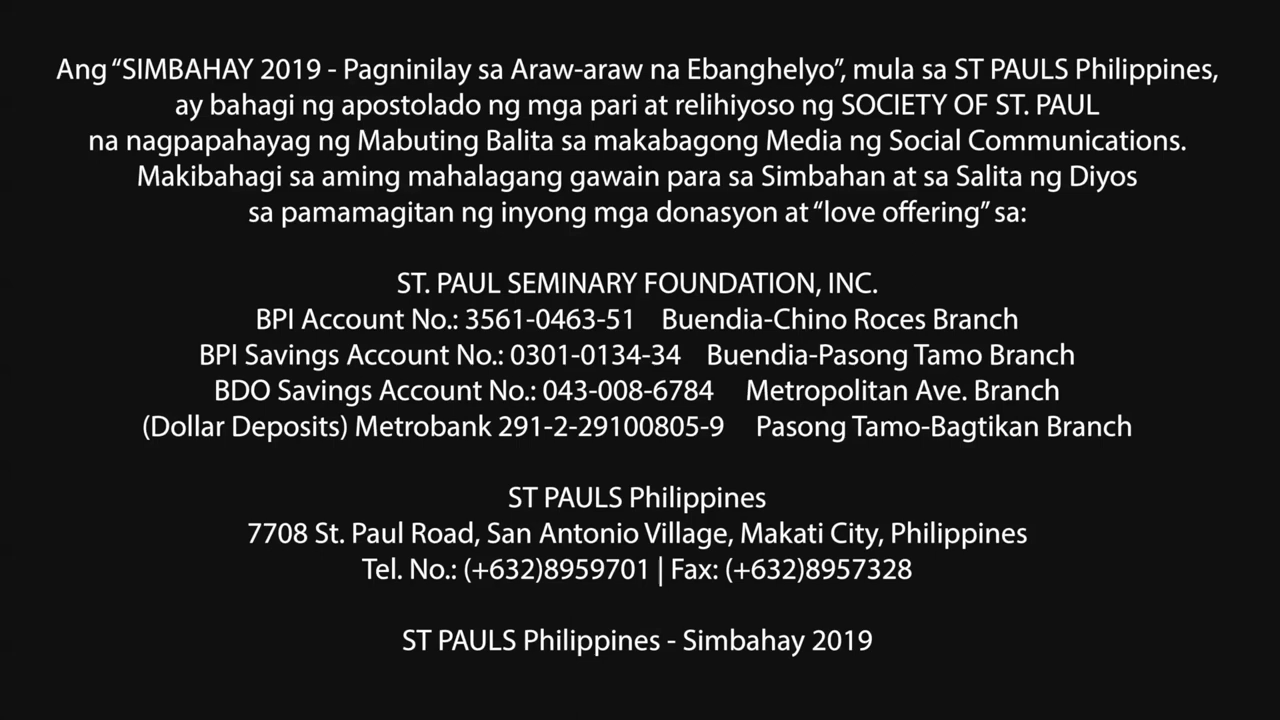 Ang “SIMBAHAY 2019 - Pagninilay sa Araw-araw na Ebanghelyo”, mula sa ST PAULS Philippines,
ay bahagi ng apostolado ng mga pari at relihiyoso ng SOCIETY OF ST. PAUL
na nagpapahayag ng Mabuting Balita sa makabagong Media ng Social Communications.
Makibahagi sa aming mahalagang gawain para sa Simbahan at sa Salita ng Diyos
sa pamamagitan ng inyong mga donasyon at “love offering” sa:
ST. PAUL SEMINARY FOUNDATION, INC.
BPI Account No.: 3561-0463-51 Buendia-Chino Roces Branch
BPI Savings Account No.: 0301-0134-34 Buendia-Pasong Tamo Branch
BDO Savings Account No.: 043-008-6784 Metropolitan Ave. Branch
(Dollar Deposits) Metrobank 291-2-29100805-9 Pasong Tamo-Bagtikan Branch
ST PAULS Philippines
7708 St. Paul Road, San Antonio Village, Makati City, Philippines
Tel. No.: (+632)8959701 | Fax: (+632)8957328
ST PAULS Philippines - Simbahay 2019